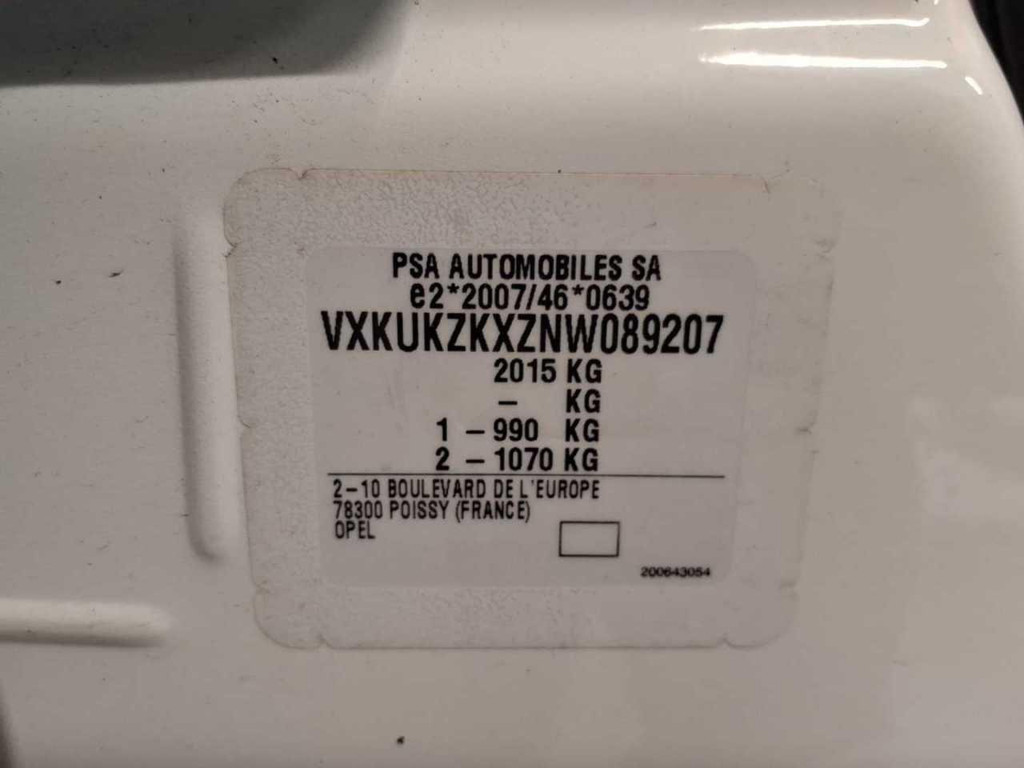 PSA AUTOMOBILES SA
e2*2007/46*0639
VXKUKZKXZNW089207
2015 KG
- KG
1 - 990 KG
2 - 1070 KG
2-10 BOULEVARD DE L'EUROPE
78300 POISSY (FRANCE)
OPEL
200643054